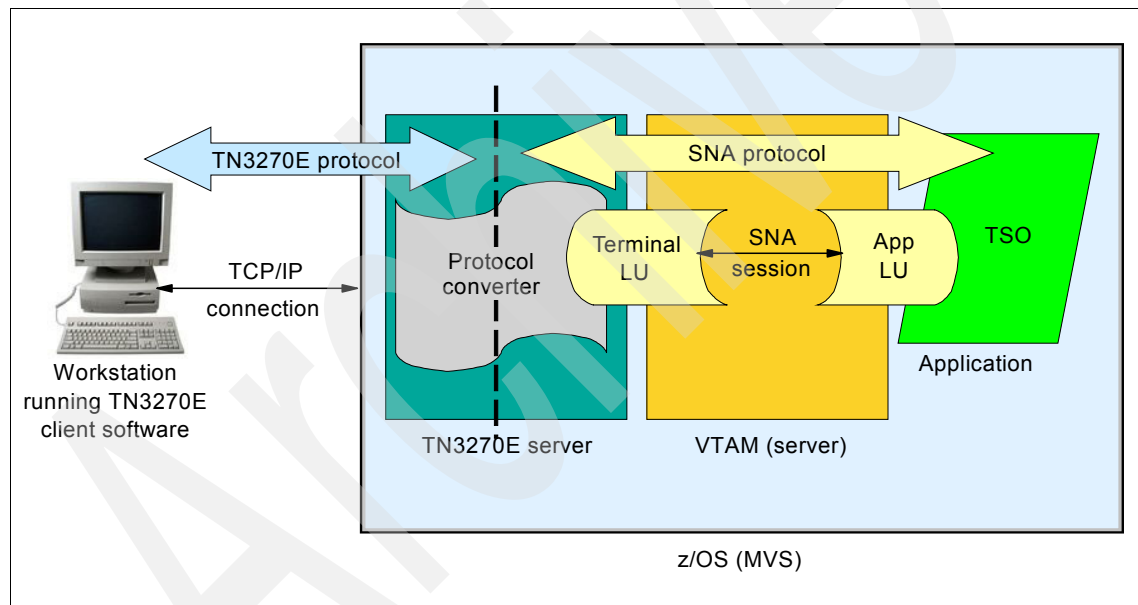 TN3270E protocol
SNA protocol
TCP/IP
connection
Protocol
converter
Terminal
LU
SNA
session
App
LU
TSO
Workstation
running TN3270E
client software
Application
TN3270E server
VTAM (server)
z/OS (MVS)
Archive